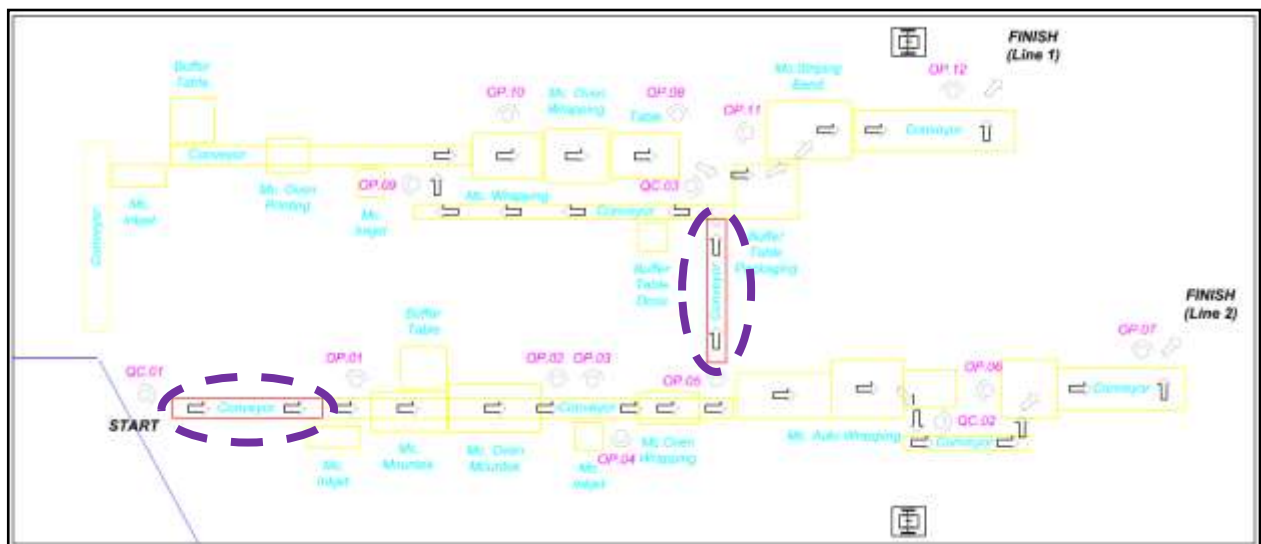 FINISH
(Line 1)
Buffer
Table
Mc.Striping
Band
OP.12
OP.10
Mc. Oven
Wrapping
OP.08
Table
OP.11
Conveyor
Conveyor
Mc. Oven
Printing
OP.09
QC.03
Mc. Wrapping
Mc.
Inkjet
Mc.
Inkjet
Conveyor
Conveyor
Buffer
Table
Packaging
Buffer
Table
Conveyor
FINISH
(Line 2)
Buffer
Table
OP.07
QC.01
OP.01
OP.02
OP.03
OP.05
OP.06
Conveyor
START
Conveyor
Conveyor
QC.02
Mc. Auto Wrapping
Conveyor
Mc.
Inkjet
Mc.
Mountex
Mc. Oven
Mountex
OP.04
Mc Oven
Wrapping
Mc.
Inkjet